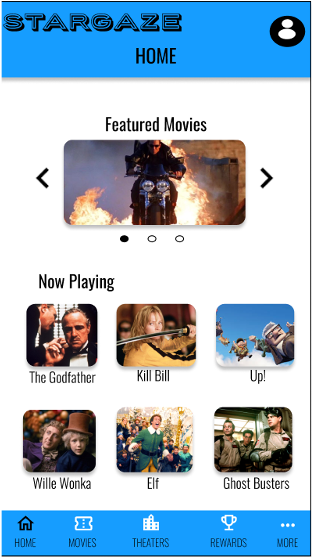 STARGAZE
HOME
Featured Movies
Now Playing
The Godfather
Kill Bill
Up!
Wille Wonka
Elf
Ghost Busters
HOME
MOVIES
THEATERS
REWARDS
MORE